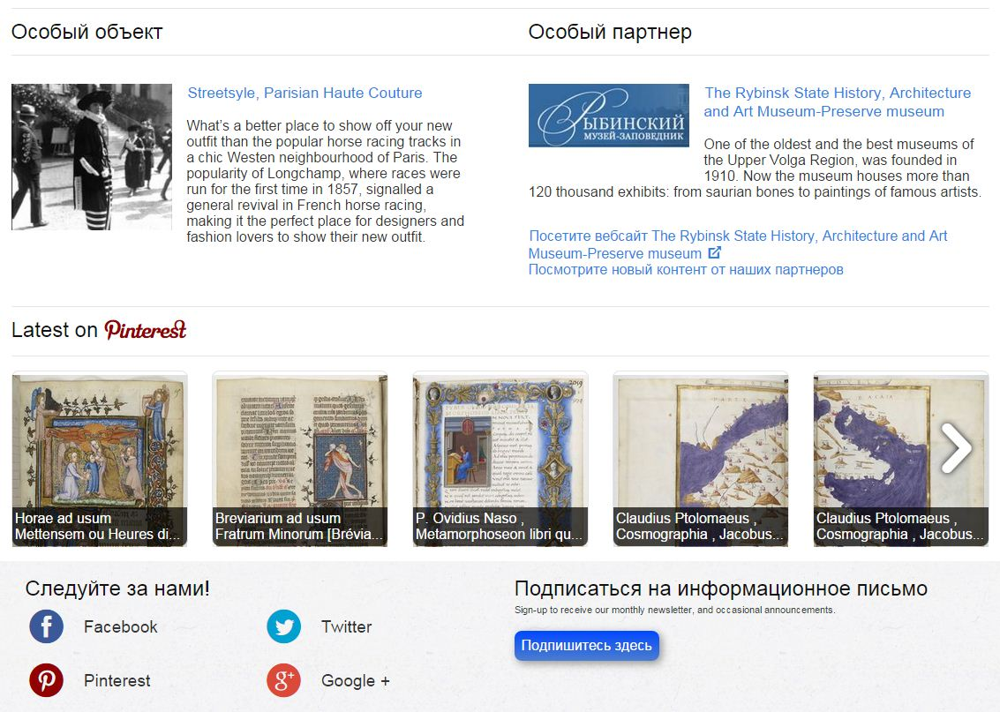 Особый объект
Streetsyle, Parisian Haute Couture
What’s a better place to show off your new
outfit than the popular horse racing tracks in
a chic Westen neighbourhood of Paris. The
popularity of Longchamp, where races were
run for the first time in 1857, signalled a
general revival in French horse racing,
making it the perfect place for designers and
fashion lovers to show their new outfit.
Особый партнер
РЫБИНСКИЙ
МУЗЕЙ-ЗАПОВЕДНИК
The Rybinsk State History, Architecture
and Art Museum-Preserve museum
One of the oldest and the best museums of
the Upper Volga Region, was founded in
1910. Now the museum houses more than
120 thousand exhibits: from saurian bones to paintings of famous artists.
Посетите вебсайт The Rybinsk State History, Architecture and Art
Museum-Preserve museum
Посмотрите новый контент от наших партнеров
Latest on Pinterest
Horae ad usum
Mettensem ou Heures di...
Breviarium ad usum
Fratrum Minorum [Brévia...
P. Ovidius Naso ,
Metamorphoseon libri qu...
Claudius Ptolomaeus ,
Cosmographia , Jacobus...
Claudius Ptolomaeus ,
Cosmographia , Jacobus...
Следуйте за нами!
Facebook
Twitter
Pinterest
Google +
Подписаться на информационное письмо
Sign-up to receive our monthly newsletter, and occasional announcements.
Подпишитесь здесь